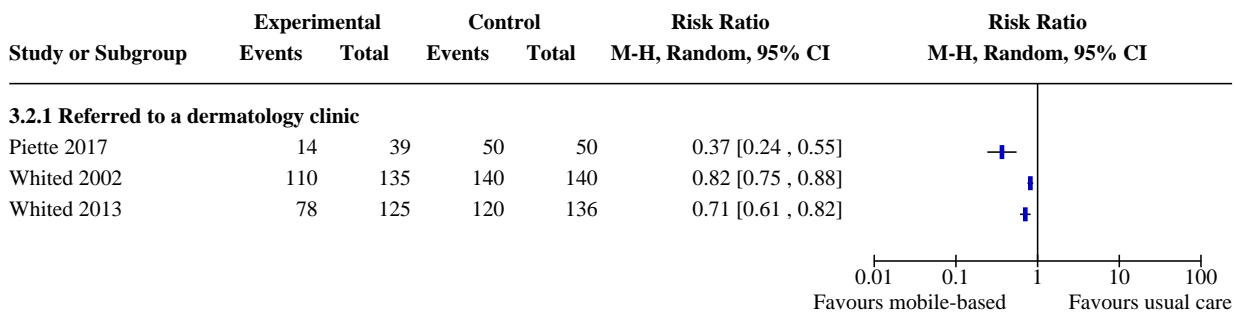 Experimental Control Risk Ratio Risk Ratio
Study or Subgroup Events Total Events Total M-H, Random, 95% CI M-H, Random, 95% CI
3.2.1 Referred to a dermatology clinic
Piette 2017 14 39 50 50 0.37 [0.24 , 0.55]
Whited 2002 110 135 140 140 0.82 [0.75 , 0.88]
Whited 2013 78 125 120 136 0.71 [0.61 , 0.82]
0.01 0.1 1 10 100
Favours mobile-based Favours usual care